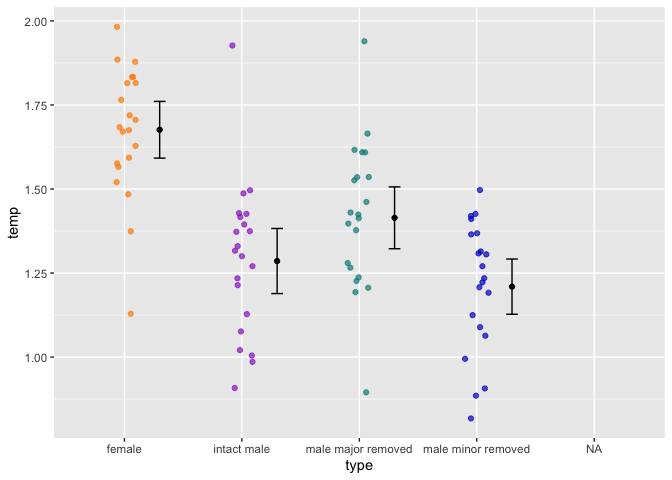 2.00
1.75
1.50
1.25
1.00
temp
female
intact male
male major removed
male minor removed
NA
type